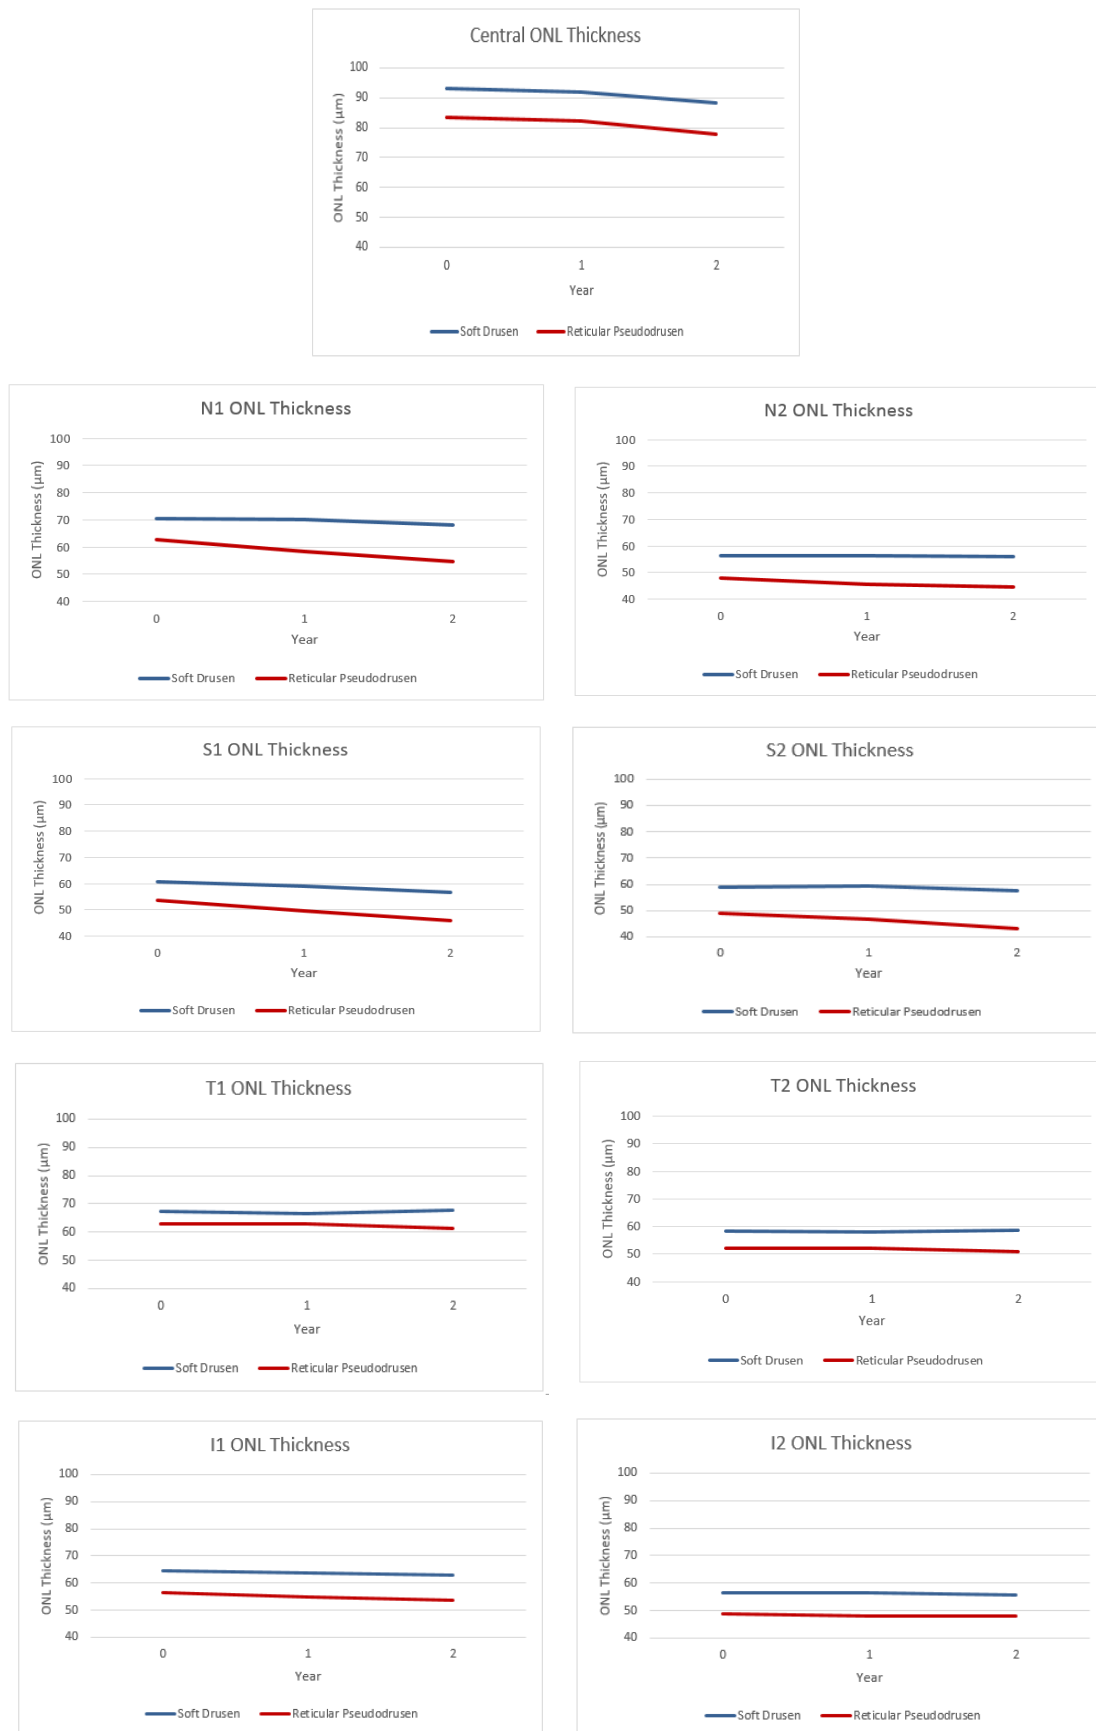 Central ONL Thickness
100
90
80
70
60
50
40
ONL Thickness (µm)
0 1 2
Year
Soft Drusen Reticular Pseudodrusen
N1 ONL Thickness
100
90
80
70
60
50
40
ONL Thickness (µm)
0 1 2
Year
Soft Drusen Reticular Pseudodrusen
N2 ONL Thickness
100
90
80
70
60
50
40
ONL Thickness (µm)
0 1 2
Year
Soft Drusen Reticular Pseudodrusen
S1 ONL Thickness
100
90
80
70
60
50
40
ONL Thickness (µm)
0 1 2
Year
Soft Drusen Reticular Pseudodrusen
S2 ONL Thickness
100
90
80
70
60
50
40
ONL Thickness (µm)
0 1 2
Year
Soft Drusen Reticular Pseudodrusen
T1 ONL Thickness
100
90
80
70
60
50
40
ONL Thickness (µm)
0 1 2
Year
Soft Drusen Reticular Pseudodrusen
T2 ONL Thickness
100
90
80
70
60
50
40
ONL Thickness (µm)
0 1 2
Year
Soft Drusen Reticular Pseudodrusen
I1 ONL Thickness
100
90
80
70
60
50
40
ONL Thickness (µm)
0 1 2
Year
Soft Drusen Reticular Pseudodrusen
I2 ONL Thickness
100
90
80
70
60
50
40
ONL Thickness (µm)
0 1 2
Year
Soft Drusen Reticular Pseudodrusen